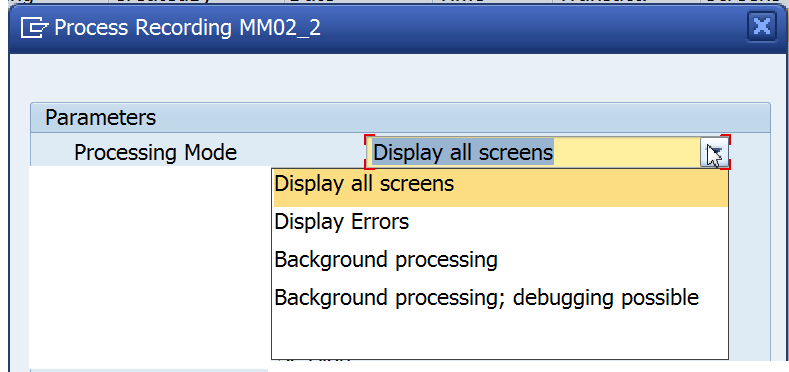 Process Recording MM02_2
Parameters
Processing Mode
Display all screens
Display all screens
Display Errors
Background processing
Background processing; debugging possible